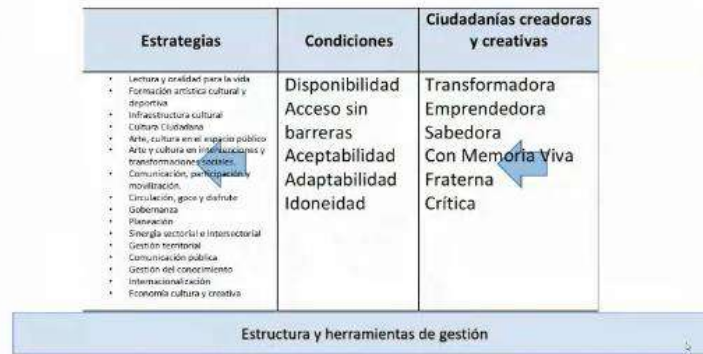 Estrategias
Condiciones
Ciudadanías creadoras
y creativas
Lectura y oralidad para la vida
Formación artística cultural y
deportiva
Infraestructura cultural
Cultura Ciudadana
Arte, cultura en el espacio público
Arte y cultura en intervenciones y
transformaciones sociales.
Comunicación, participación y
movilización.
Circulación, goce y disfrute
Gobernanza
Planeación
Sinergia sectorial e intersectorial
Gestión territorial
Comunicación pública
Gestión del conocimiento
Internacionalización
Economía cultura y creativa
Disponibilidad
Acceso sin
barreras
Aceptabilidad
Adaptabilidad
Idoneidad
Transformadora
Emprendedora
Sabedora
Con Memoria Viva
Fraterna
Crítica
Estructura y herramientas de gestión